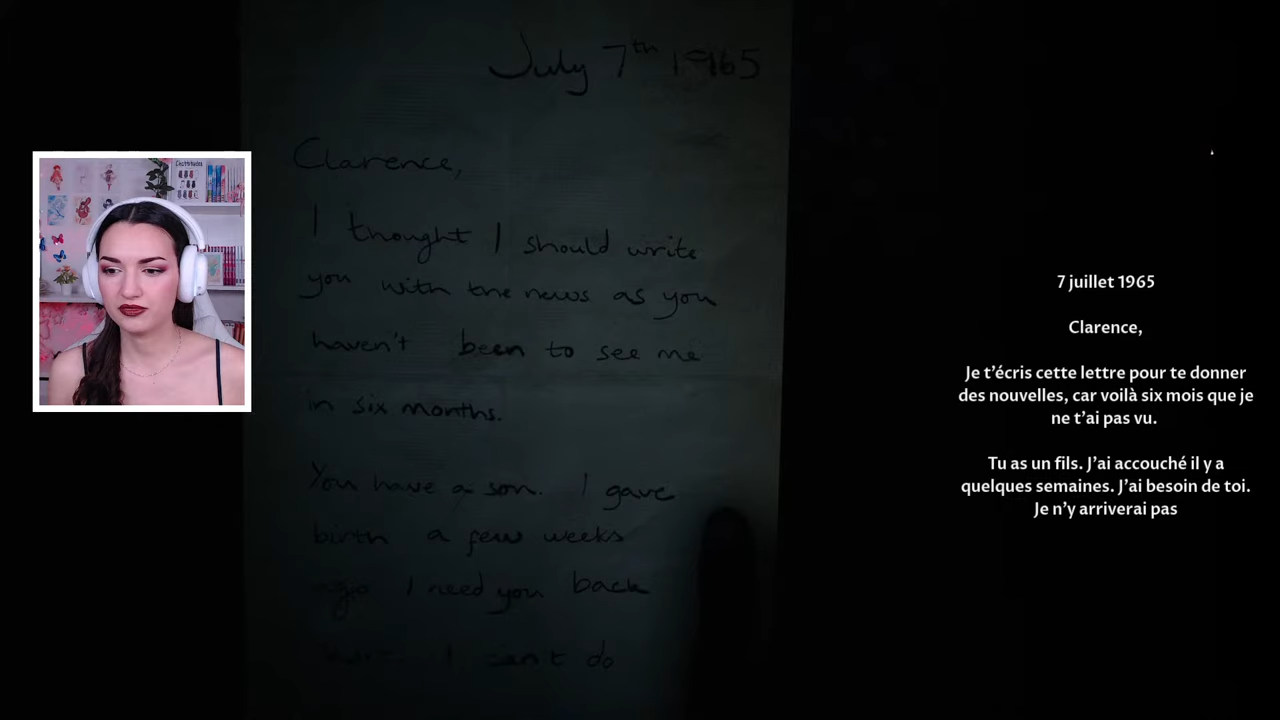 July 7th 1965
Clarence,
I thought I should write
you with the news as you
haven't been to see me
in six months.
You have a son. I gave
birth a few weeks
ago I need you back
I can't do
7 juillet 1965
Clarence,
Je t'écris cette lettre pour te donner
des nouvelles, car voilà six mois que je
ne t'ai pas vu.
Tu as un fils. J'ai accouché il y a
quelques semaines. J'ai besoin de toi.
Je n'y arriverai pas